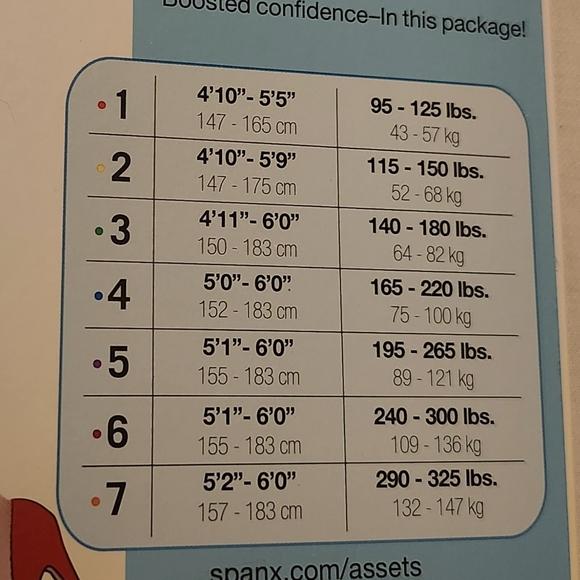 Boosted confidence–In this package!
1 4'10"- 5'5" 95 - 125 lbs.
147 - 165 cm 43 - 57 kg
2 4'10"- 5'9" 115 - 150 lbs.
147 - 175 cm 52 - 68 kg
3 4'11"- 6'0" 140 - 180 lbs.
150 - 183 cm 64 - 82 kg
4 5'0"- 6'0" 165 - 220 lbs.
152 - 183 cm 75 - 100 kg
5 5'1"- 6'0" 195 - 265 lbs.
155 - 183 cm 89 - 121 kg
6 5'1"- 6'0" 240 - 300 lbs.
155 - 183 cm 109 - 136 kg
7 5'2"- 6'0" 290 - 325 lbs.
157 - 183 cm 132 - 147 kg
spanx.com/assets